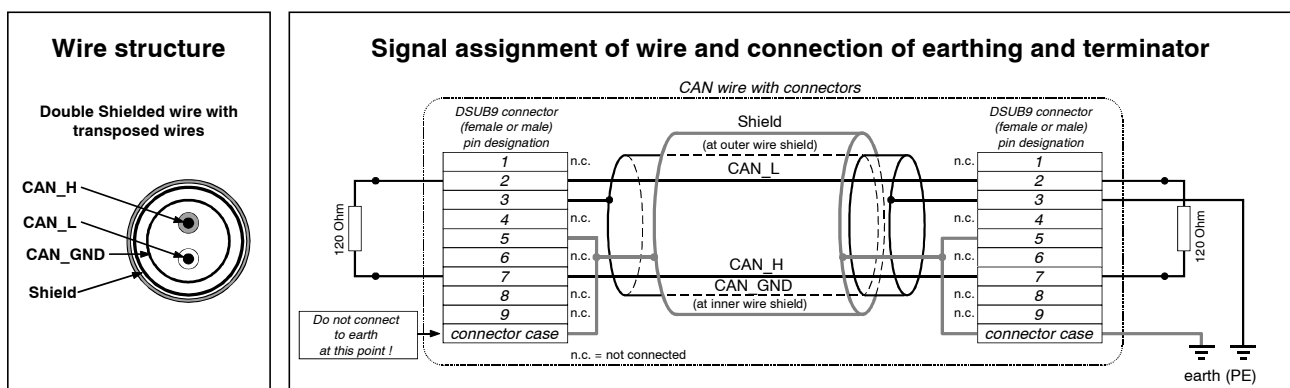 Wire structure
Double Shielded wire with
transposed wires
CAN_H
CAN_L
CAN_GND
Shield
Signal assignment of wire and connection of earthing and terminator
CAN wire with connectors
DSUB9 connector
(female or male)
pin designation
1
2
3
4
5
6
7
8
9
connector case
n.c.
n.c.
n.c.
n.c.
n.c.
120 Ohm
Do not connect
to earth
at this point !
n.c. = not connected
Shield
(at outer wire shield)
CAN_L
CAN_H
CAN_GND
(at inner wire shield)
DSUB9 connector
(female or male)
pin designation
n.c.
n.c.
n.c.
n.c.
n.c.
1
2
3
4
5
6
7
8
9
connector case
120 Ohm
earth (PE)